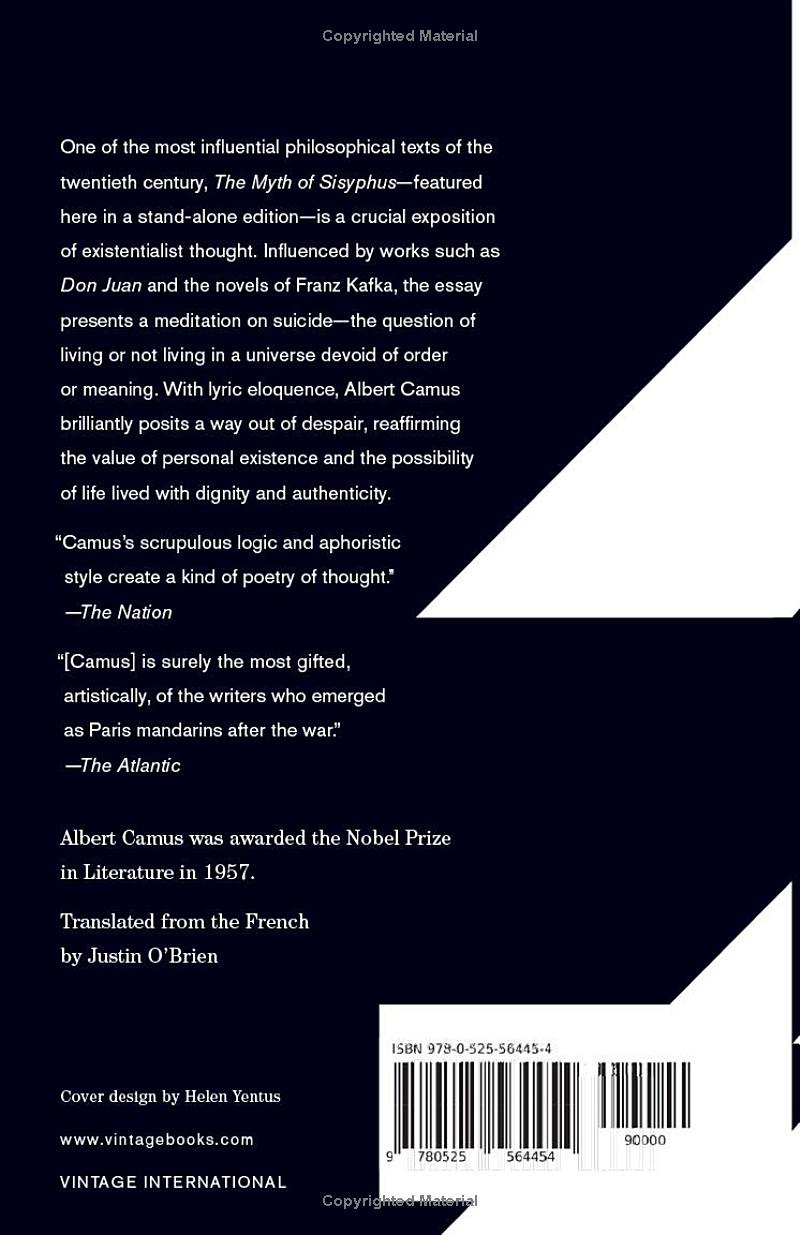 Copyrighted Material
One of the most influential philosophical texts of the
twentieth century, The Myth of Sisyphus—featured
here in a stand-alone edition—is a crucial exposition
of existentialist thought. Influenced by works such as
Don Juan and the novels of Franz Kafka, the essay
presents a meditation on suicide—the question of
living or not living in a universe devoid of order
or meaning. With lyric eloquence, Albert Camus
brilliantly posits a way out of despair, reaffirming
the value of personal existence and the possibility
of life lived with dignity and authenticity.
“Camus’s scrupulous logic and aphoristic
style create a kind of poetry of thought.”
—The Nation
“[Camus] is surely the most gifted,
artistically, of the writers who emerged
as Paris mandarins after the war.”
—The Atlantic
Albert Camus was awarded the Nobel Prize
in Literature in 1957.
Translated from the French
by Justin O’Brien
ISBN 978-0-525-56445-4
90000
9 780525 564454
Cover design by Helen Yentus
www.vintagebooks.com
VINTAGE INTERNATIONAL
Copyrighted Material